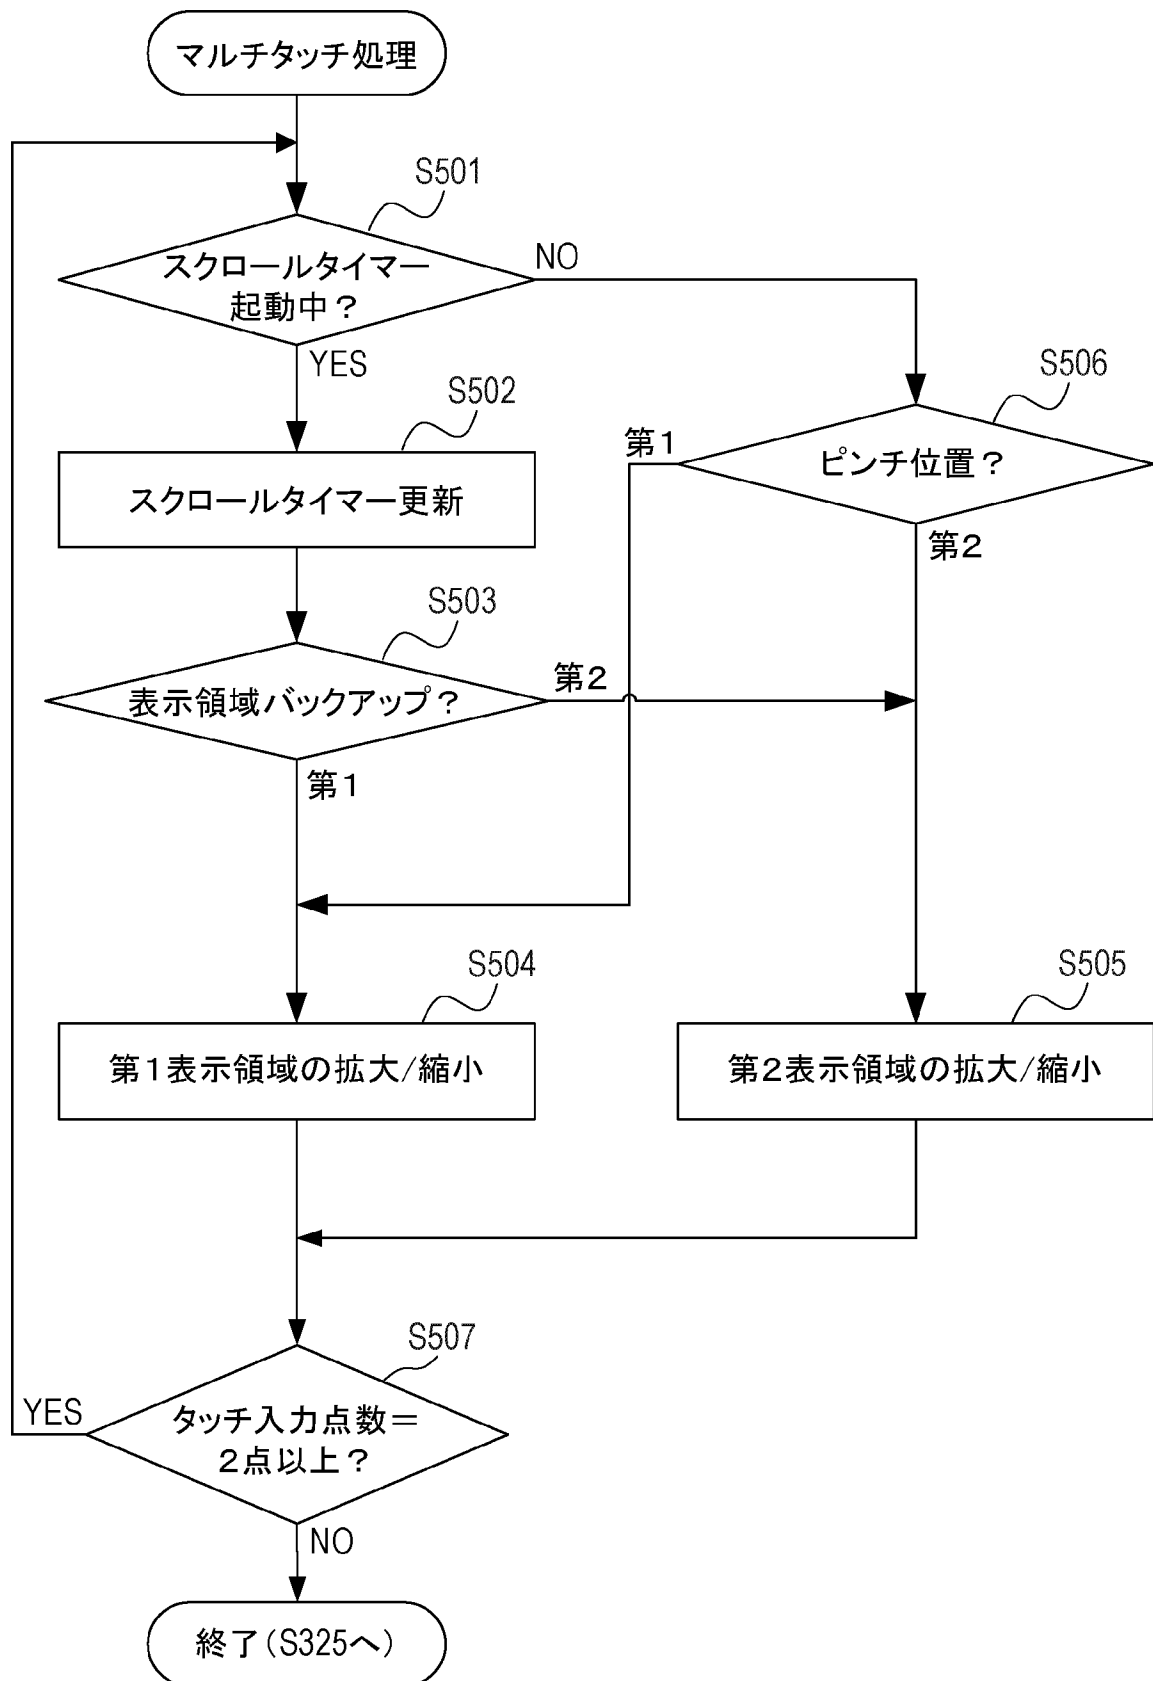 マルチタッチ処理
S501
スクロールタイマー
起動中？
NO
YES
S506
ピンチ位置？
第1
第2
S502
スクロールタイマー更新
S503
表示領域バックアップ？
第2
第1
S504
第1表示領域の拡大/縮小
S505
第2表示領域の拡大/縮小
S507
タッチ入力点数＝
2点以上？
YES
NO
終了(S325へ)